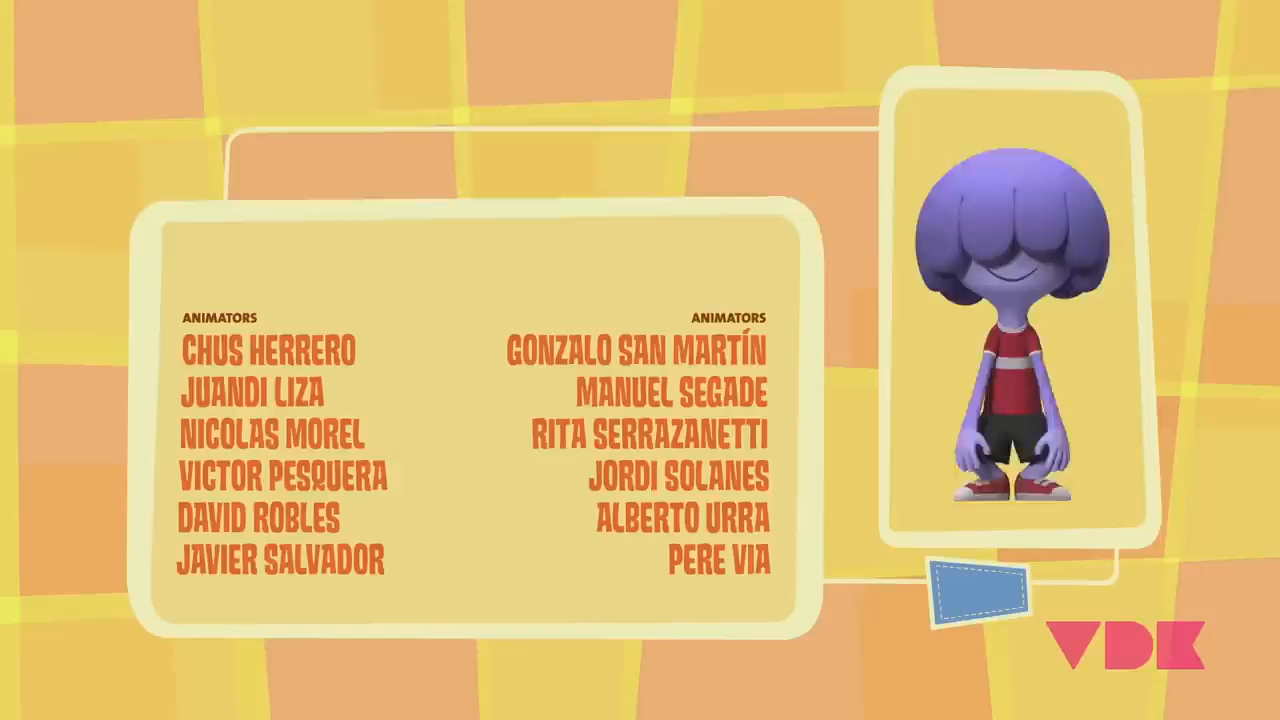 ANIMATORS
CHUS HERRERO
JUANDI LIZA
NICOLAS MOREL
VICTOR PESQUERA
DAVID ROBLES
JAVIER SALVADOR
ANIMATORS
GONZALO SAN MARTÍN
MANUEL SEGADE
RITA SERRAZANETTI
JORDI SOLANES
ALBERTO URRA
PERE VIA
VDK